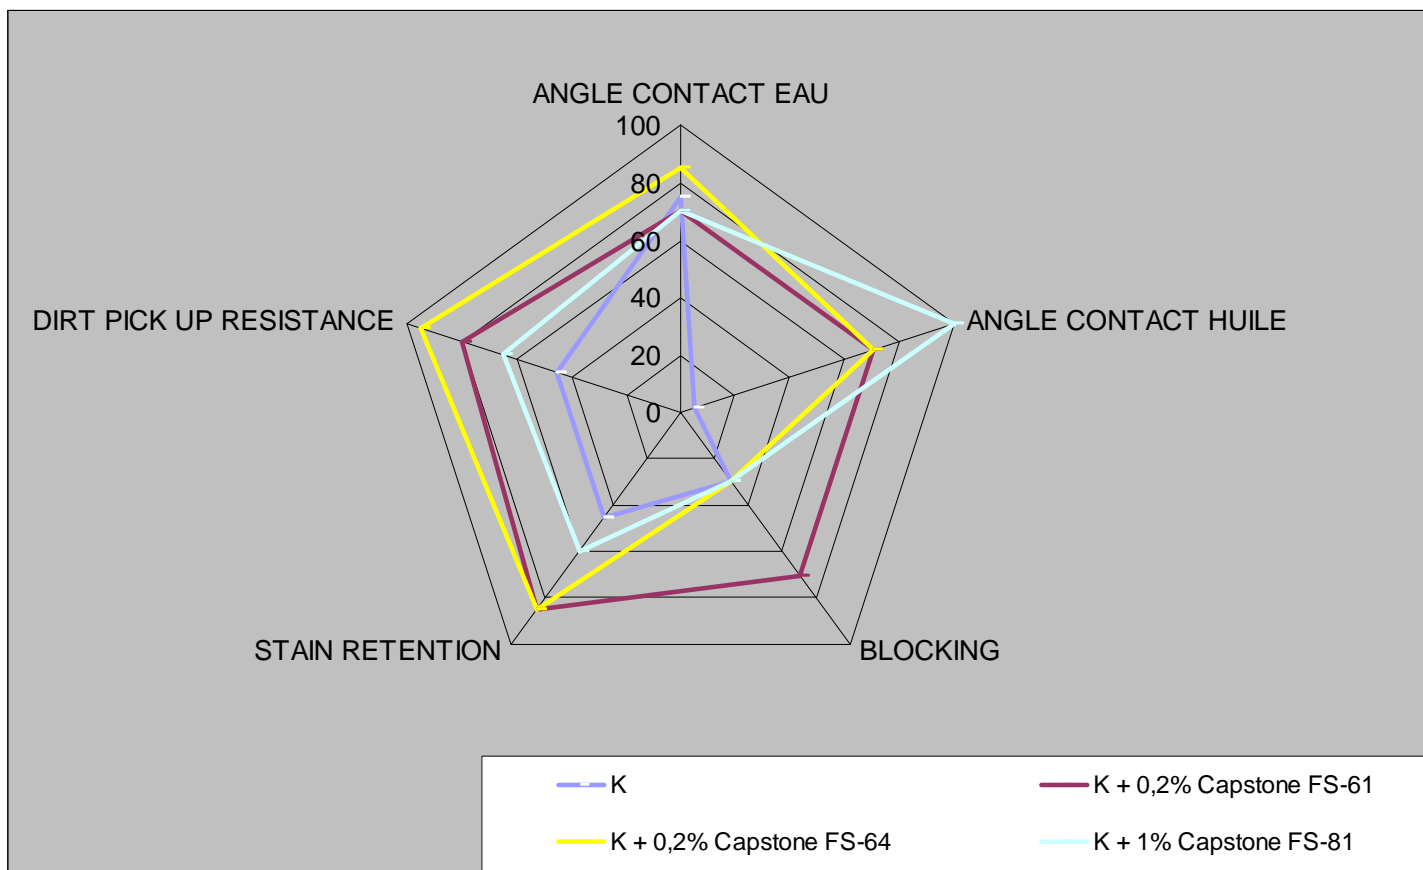 ANGLE CONTACT EAU
100
80
60
40
20
0
DIRT PICK UP RESISTANCE
ANGLE CONTACT HUILE
STAIN RETENTION
BLOCKING
K
K + 0,2% Capstone FS-61
K + 0,2% Capstone FS-64
K + 1% Capstone FS-81